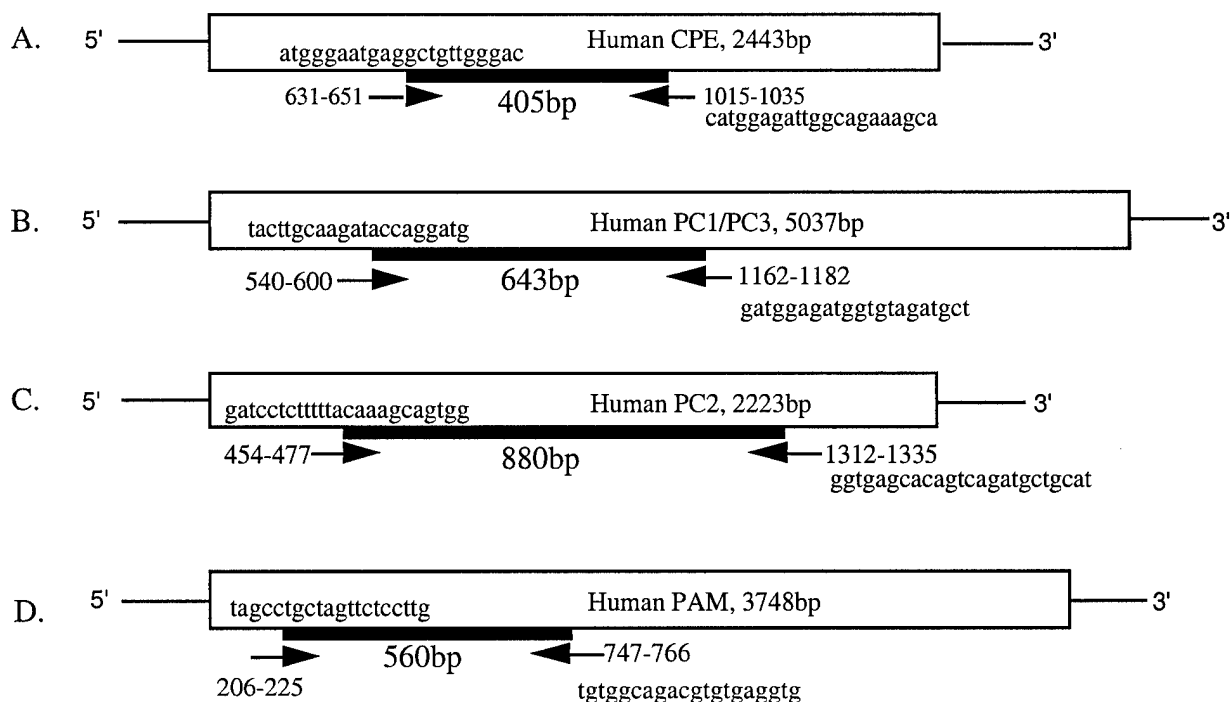 A. 5' Human CPE, 2443bp 3'
atgggaatgaggctgttgggac
631-651 405bp 1015-1035
catggagattggcagaaagca
B. 5' Human PC1/PC3, 5037bp 3'
tacttgcaagataccaggatg
540-600 643bp 1162-1182
gatggagatggtgtagatgct
C. 5' Human PC2, 2223bp 3'
gatcctctttttacaaagcagtgg
454-477 880bp 1312-1335
ggtgagcacagtcagatgctgcat
D. 5' Human PAM, 3748bp 3'
tagcctgctagttctccttg
206-225 560bp 747-766
tgtggcagacgtgtgaggtg